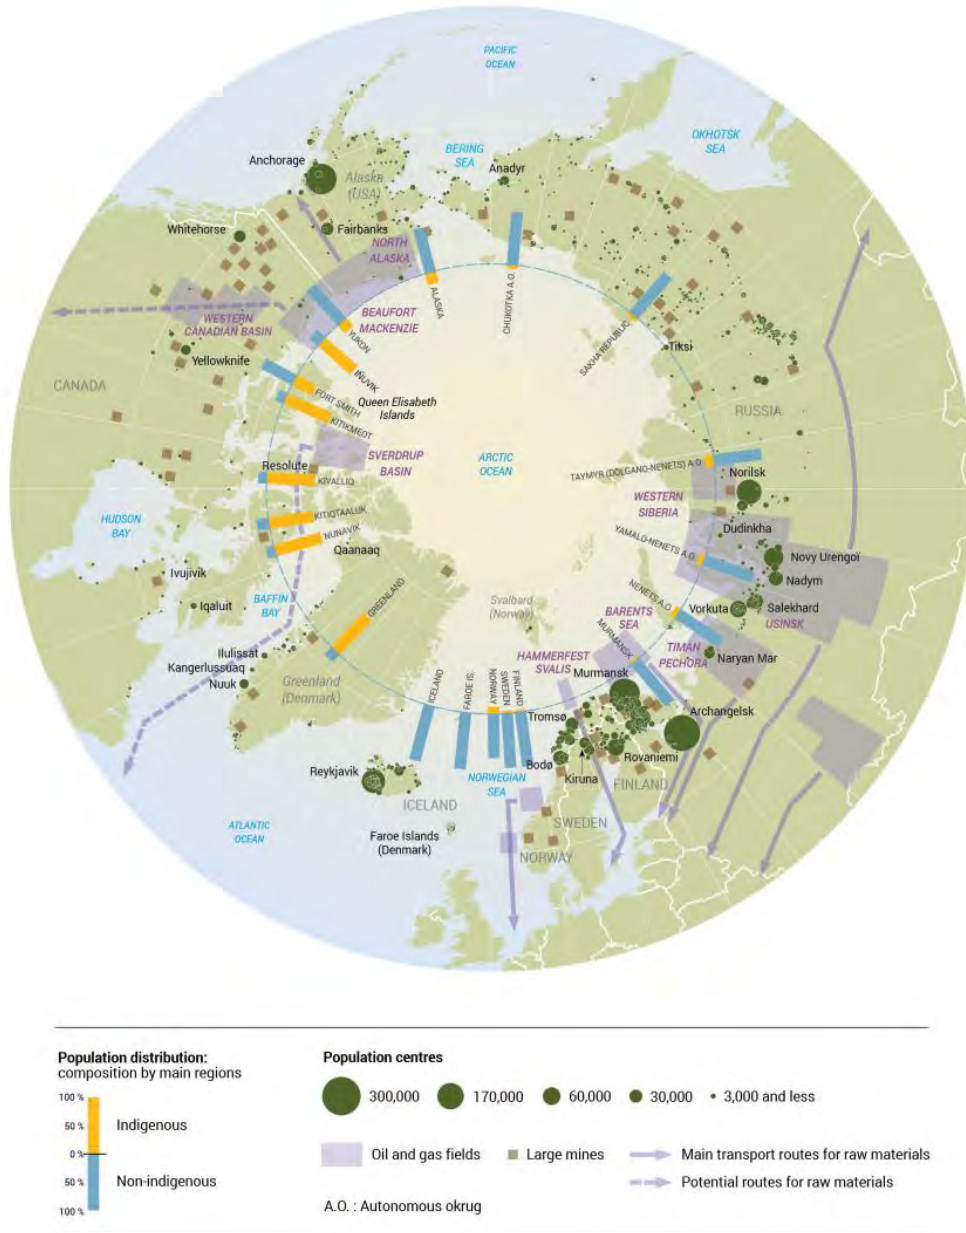 PACIFIC
OCEAN
OKHOTSK
SEA
BERING
SEA
Anchorage
Alaska
(USA)
Anadyr
Whitehorse
Fairbanks
NORTH
ALASKA
ALASKA
CHUKOTKA A.O.
SAKHA REPUBLIC
Tiksi
WESTERN
CANADIAN BASIN
BEAUFORT
MACKENZIE
YUKON
INUVIK
Yellowknife
FORT SMITH
KITIKMEOT
Queen Elisabeth
Islands
CANADA
RUSSIA
SVERDRUP
BASIN
ARCTIC
OCEAN
Resolute
KIVALLIQ
TAYMYR (DOLGANO-NENETS) A.O.
Norilsk
WESTERN
SIBERIA
HUDSON
BAY
KITIQTAALUK
NUNAVIK
Qaanaaq
Dudinkha
YAMALO-NENETS A.O.
Novy Urengoï
Nadym
Ivujivik
Iqaluit
BAFFIN
BAY
GREENLAND
Svalbard
(Norway)
NENETS A.O.
Vorkuta
Salekhard
USINSK
BARENTS
SEA
MURMANSK
TIMAN
PECHORA
Naryan Mar
Ilulissat
Kangerlussuaq
Nuuk
Greenland
(Denmark)
HAMMERFEST
SVALIS
Murmansk
ICELAND
FAROE IS.
NORWAY
SWEDEN
FINLAND
Tromsø
Archangelsk
Reykjavik
Bodø
Kiruna
Rovaniemi
FINLAND
NORWEGIAN
SEA
ICELAND
ATLANTIC
OCEAN
Faroe Islands
(Denmark)
SWEDEN
NORWAY
Population distribution:
composition by main regions
100 %
50 %
0 %
50 %
100 %
Indigenous
Non-indigenous
Population centres
300,000
170,000
60,000
30,000
3,000 and less
Oil and gas fields
Large mines
Main transport routes for raw materials
Potential routes for raw materials
A.O. : Autonomous okrug